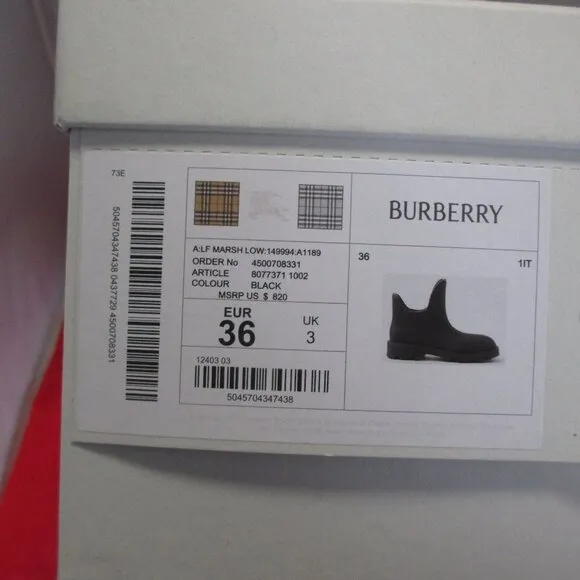 73E
5045704347438 0437729 4500708331
BURBERRY
A:LF MARSH LOW:149994:A1189
ORDER No 4500708331
ARTICLE 8077371 1002
COLOUR BLACK
MSRP US $ 820
36 1IT
EUR
36
UK
3
12403 03
5045704347438